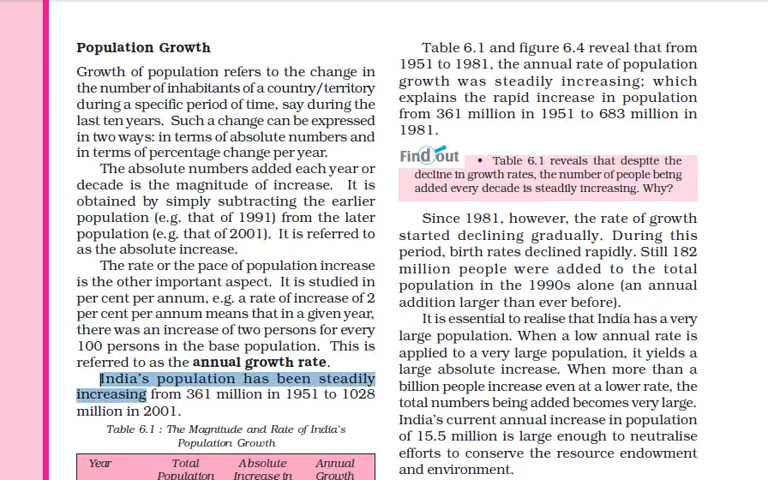 Population Growth
Growth of population refers to the change in
the number of inhabitants of a country/territory
during a specific period of time, say during the
last ten years. Such a change can be expressed
in two ways: in terms of absolute numbers and
in terms of percentage change per year.
The absolute numbers added each year or
decade is the magnitude of increase. It is
obtained by simply subtracting the earlier
population (e.g. that of 1991) from the later
population (e.g. that of 2001). It is referred to
as the absolute increase.
The rate or the pace of population increase
is the other important aspect. It is studied in
per cent per annum, e.g. a rate of increase of 2
per cent per annum means that in a given year,
there was an increase of two persons for every
100 persons in the base population. This is
referred to as the annual growth rate.
India's population has been steadily
increasing from 361 million in 1951 to 1028
million in 2001.
Table 6.1 : The Magnitude and Rate of India's
Population Growth
Year Total Absolute Annual
Population Increase in Growth
Table 6.1 and figure 6.4 reveal that from
1951 to 1981, the annual rate of population
growth was steadily increasing; which
explains the rapid increase in population
from 361 million in 1951 to 683 million in
1981.
Find out • Table 6.1 reveals that despite the
decline in growth rates, the number of people being
added every decade is steadily increasing. Why?
Since 1981, however, the rate of growth
started declining gradually. During this
period, birth rates declined rapidly. Still 182
million people were added to the total
population in the 1990s alone (an annual
addition larger than ever before).
It is essential to realise that India has a very
large population. When a low annual rate is
applied to a very large population, it yields a
large absolute increase. When more than a
billion people increase even at a lower rate, the
total numbers being added becomes very large.
India's current annual increase in population
of 15.5 million is large enough to neutralise
efforts to conserve the resource endowment
and environment.